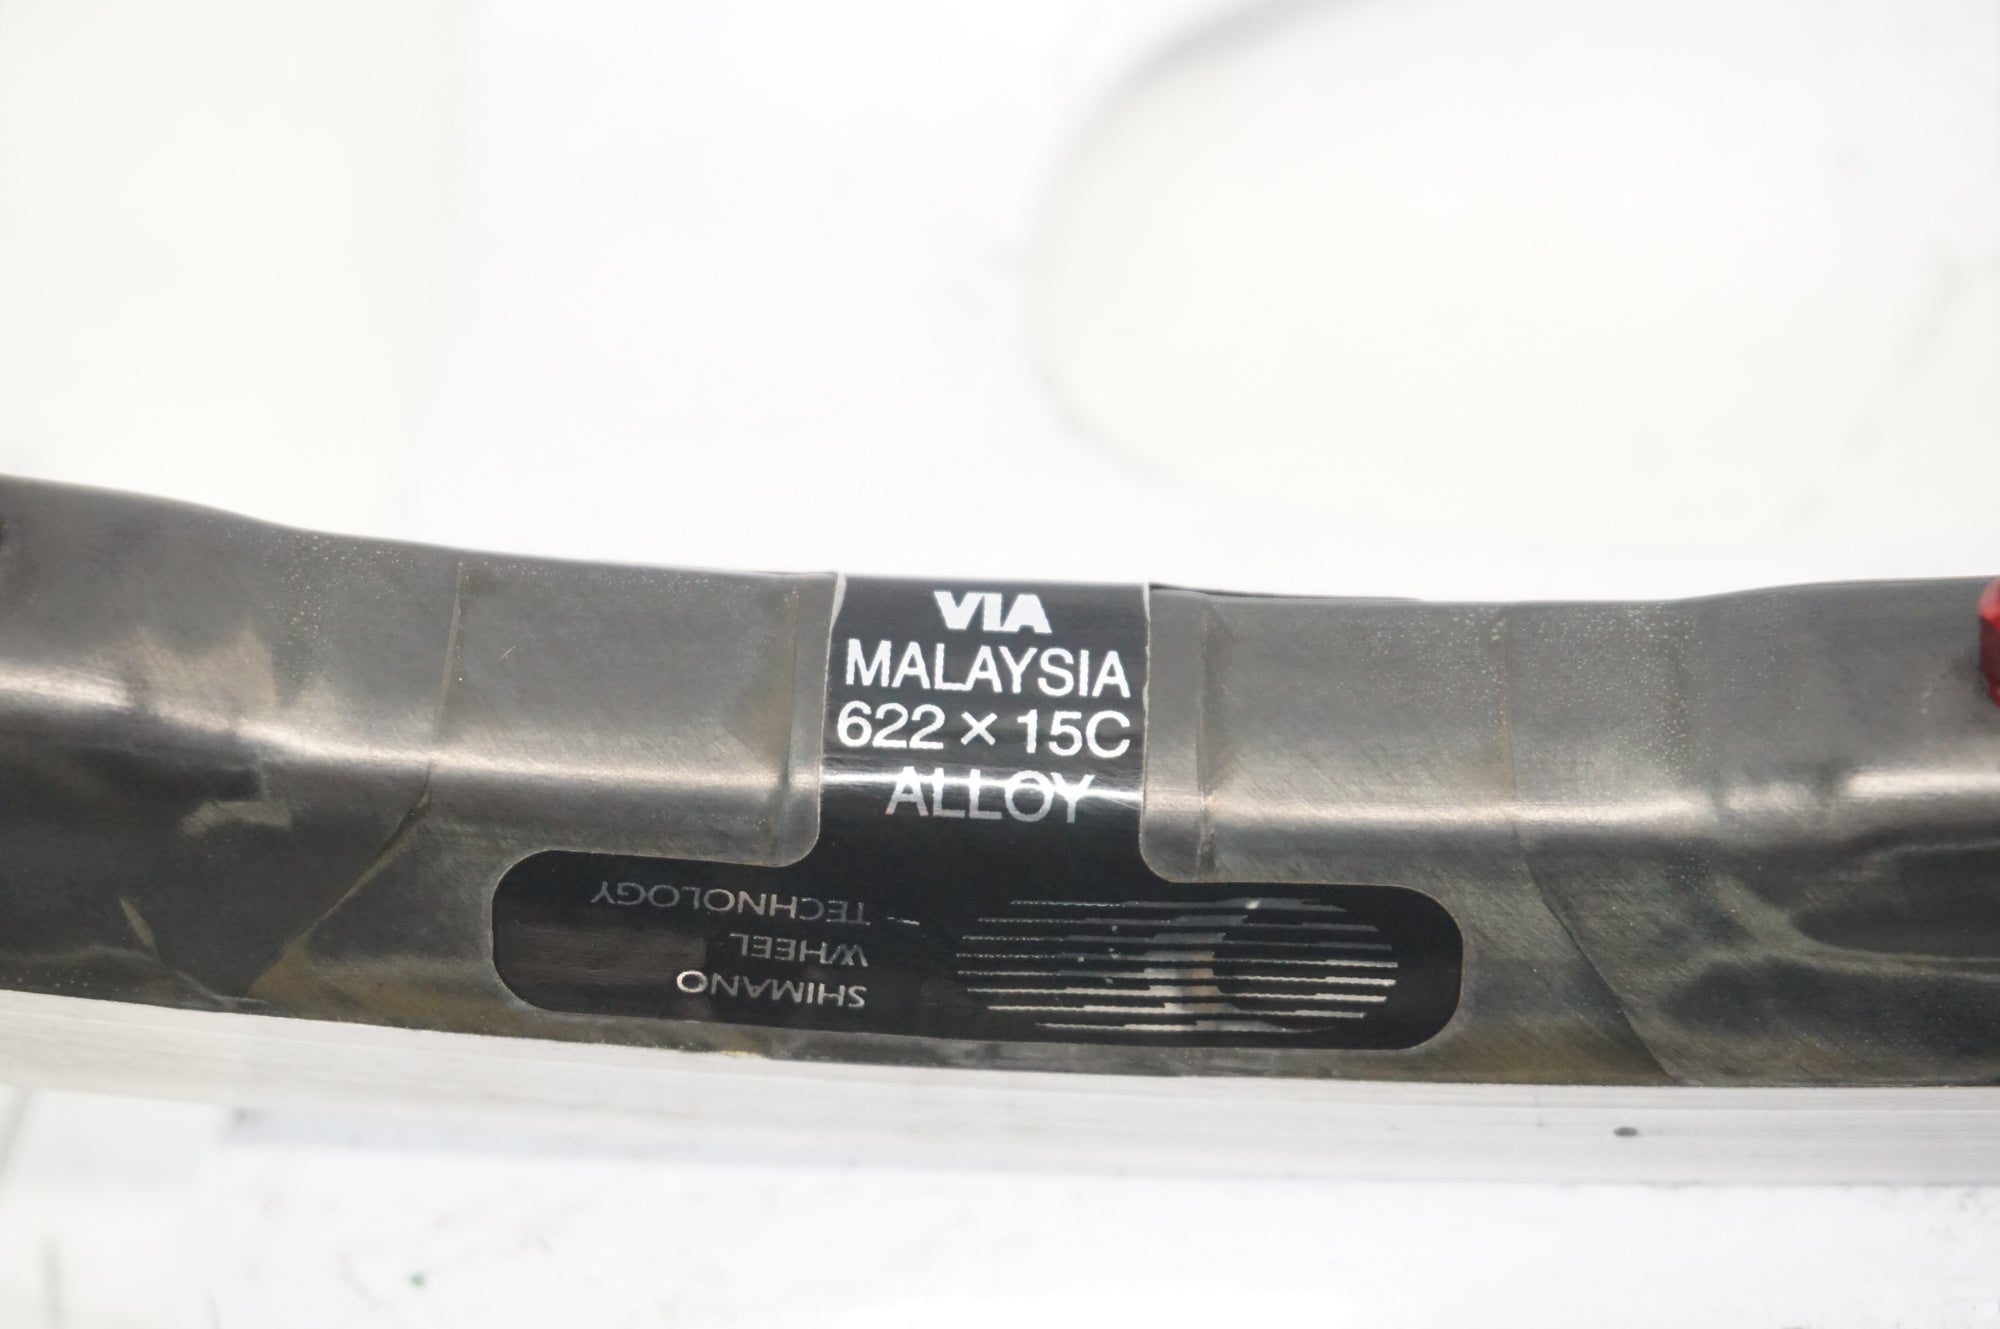 VIA
MALAYSIA
622 × 15C
ALLOY
SHIMANO
WHEEL
TECHNOLOGY